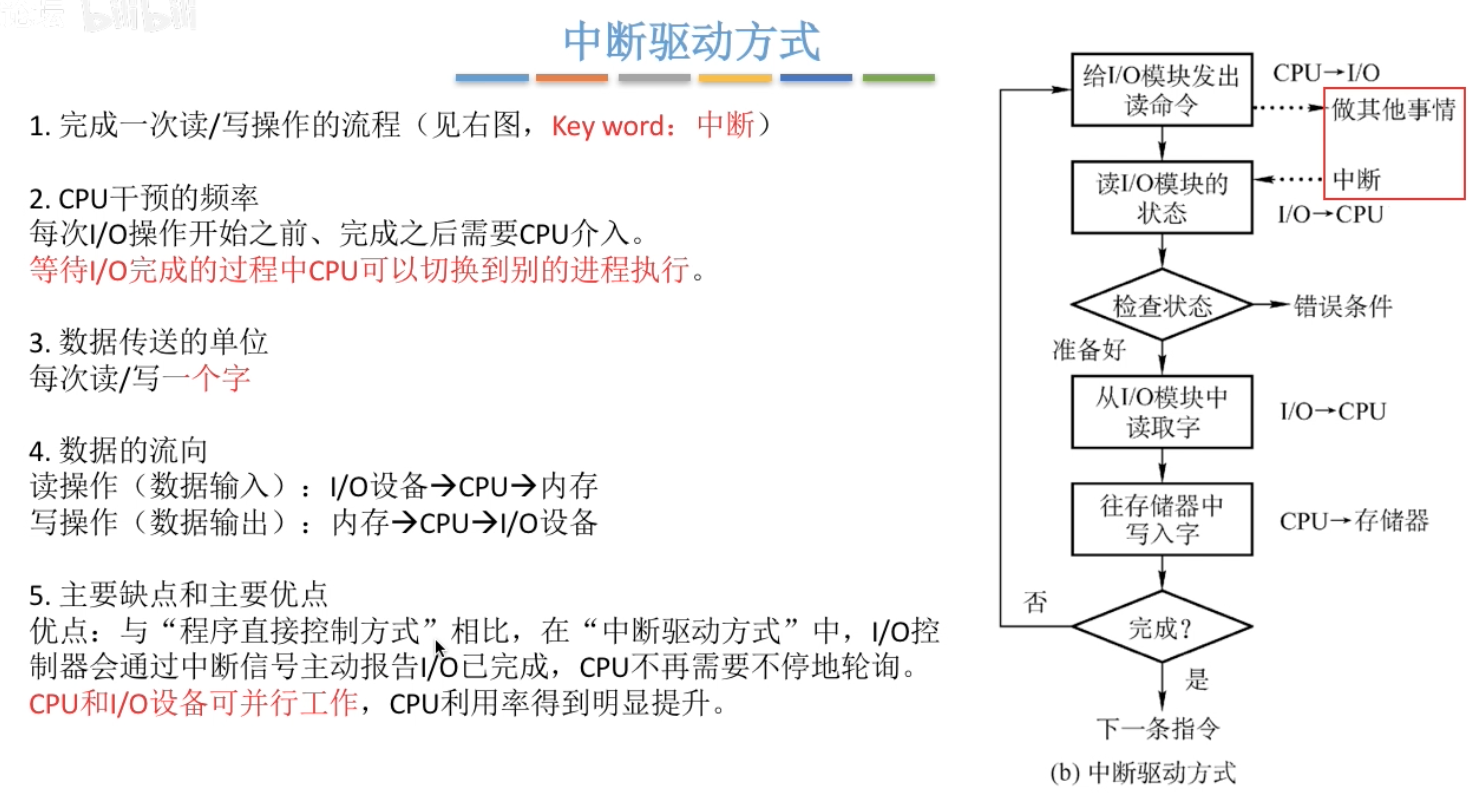 bilibili
中断驱动方式
1. 完成一次读/写操作的流程（见右图，Key word：中断）
2. CPU干预的频率
每次I/O操作开始之前、完成之后需要CPU介入。
等待I/O完成的过程中CPU可以切换到别的进程执行。
3. 数据传送的单位
每次读/写一个字
4. 数据的流向
读操作（数据输入）：I/O设备→CPU→内存
写操作（数据输出）：内存→CPU→I/O设备
5. 主要缺点和主要优点
优点：与“程序直接控制方式”相比，在“中断驱动方式”中，I/O控
制器会通过中断信号主动报告I/O已完成，CPU不再需要不停地轮询。
CPU和I/O设备可并行工作，CPU利用率得到明显提升。
给I/O模块发出
读命令
CPU→I/O
做其他事情
读I/O模块的
状态
中断
I/O→CPU
检查状态
错误条件
准备好
从I/O模块中
读取字
I/O→CPU
往存储器中
写入字
CPU→存储器
否
完成？
是
下一条指令
(b) 中断驱动方式